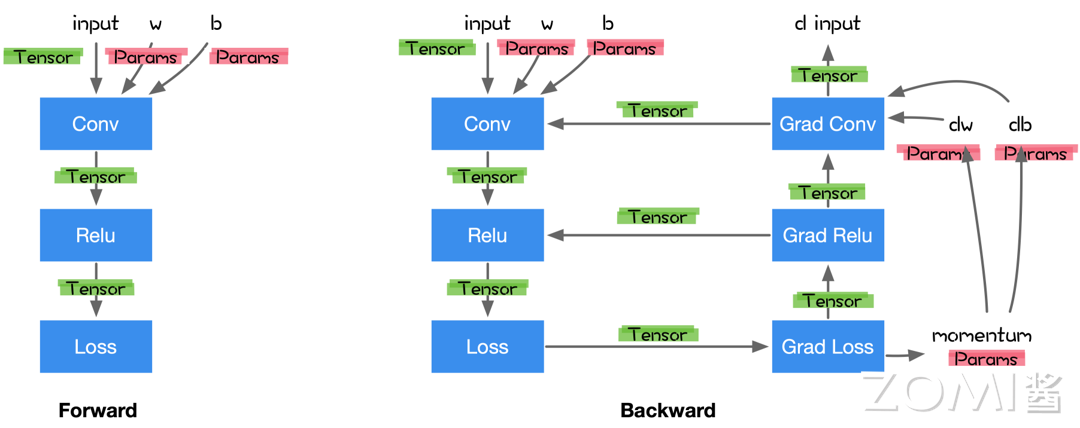 input w b
Tensor Params Params
Conv
Tensor
Relu
Tensor
Loss
Forward
input w b d input
Tensor Params Params Tensor
Conv Tensor Grad Conv dw db
Params Params
Tensor Tensor
Relu Tensor Grad Relu
Tensor Tensor
Loss Tensor Grad Loss momentum
Params
Backward
ZOMI酱